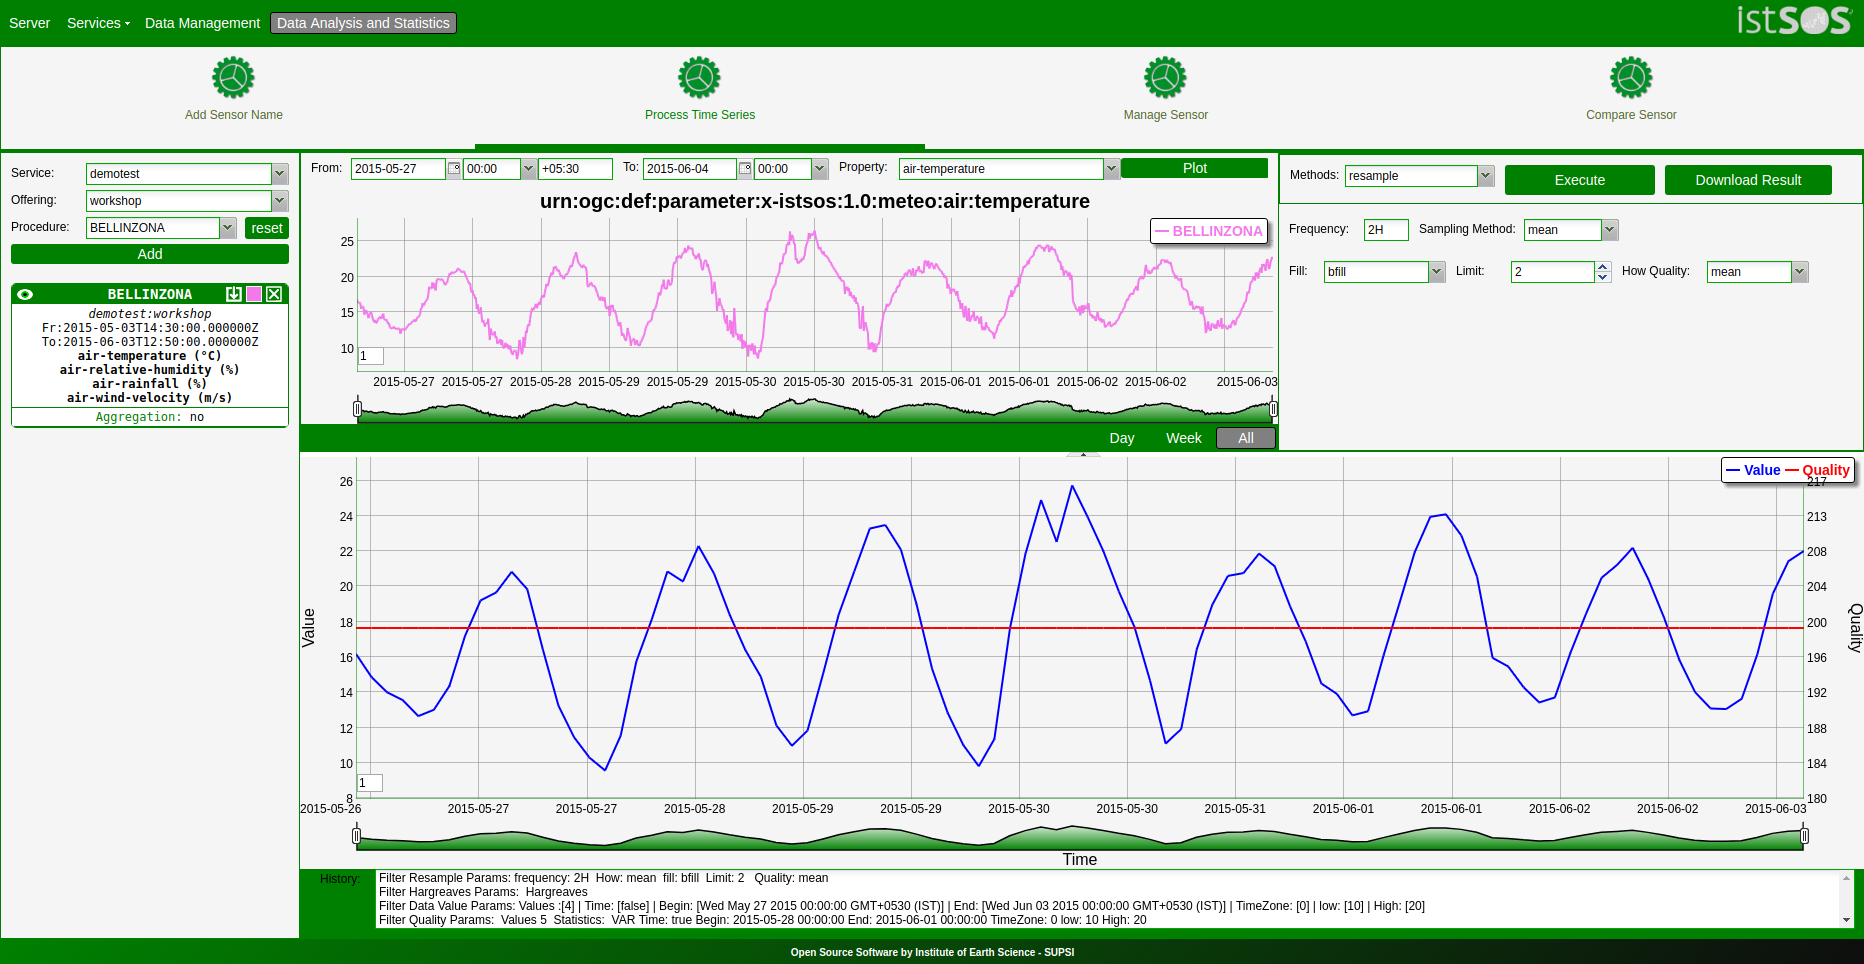 Server Services Data Management Data Analysis and Statistics istSOS
Add Sensor Name Process Time Series Manage Sensor Compare Sensor
Service: demotest
Offering: workshop
Procedure: BELLINZONA reset
Add
BELLINZONA
demotest:workshop
Fr:2015-05-03T14:30:00.000000Z
To:2015-06-03T12:50:00.000000Z
air-temperature (°C)
air-relative-humidity (%)
air-rainfall (%)
air-wind-velocity (m/s)
Aggregation: no
From: 2015-05-27 00:00 +05:30 To: 2015-06-04 00:00 Property: air-temperature Plot
urn:ogc:def:parameter:x-istsos:1.0:meteo:air:temperature
BELLINZONA
25
20
15
10
1
2015-05-27 2015-05-27 2015-05-28 2015-05-29 2015-05-29 2015-05-30 2015-05-30 2015-05-31 2015-06-01 2015-06-01 2015-06-02 2015-06-02 2015-06-03
Day Week All
Methods: resample Execute Download Result
Frequency: 2H Sampling Method: mean
Fill: bfill Limit: 2 How Quality: mean
Value Quality
26 217
24 213
22 208
20 204
18 200
16 196
14 192
12 188
10 184
8 180
1
Value
Quality
2015-05-26 2015-05-27 2015-05-27 2015-05-28 2015-05-29 2015-05-29 2015-05-30 2015-05-30 2015-05-31 2015-06-01 2015-06-01 2015-06-02 2015-06-02 2015-06-03
Time
History: Filter Resample Params: frequency: 2H How: mean fill: bfill Limit: 2 Quality: mean
Filter Hargreaves Params: Hargreaves
Filter Data Value Params: Values :[4] | Time: [false] | Begin: [Wed May 27 2015 00:00:00 GMT+0530 (IST)] | End: [Wed Jun 03 2015 00:00:00 GMT+0530 (IST)] | TimeZone: [0] | low: [10] | High: [20]
Filter Quality Params: Values 5 Statistics: VAR Time: true Begin: 2015-05-28 00:00:00 End: 2015-06-01 00:00:00 TimeZone: 0 low: 10 High: 20
Open Source Software by Institute of Earth Science - SUPSI